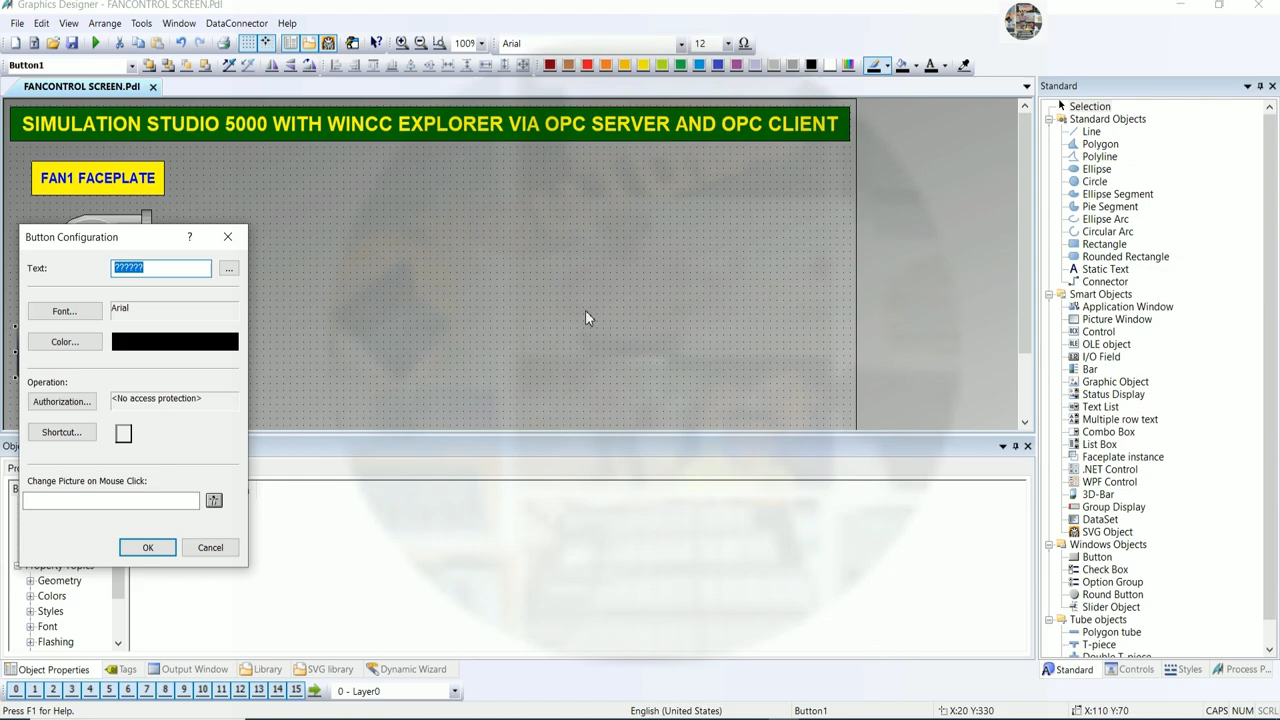 Graphics Designer - [FANCONTROL SCREEN.Pdl]
File Edit View Arrange Tools Window DataConnector Help
100% Arial 12 Ω
Button1
FANCONTROL SCREEN.Pdl
SIMULATION STUDIO 5000 WITH WINCC EXPLORER VIA OPC SERVER AND OPC CLIENT
FAN1 FACEPLATE
Button Configuration ?
Text: ?????? ...
Font... Arial
Color...
Operation:
Authorization... <No access protection>
Shortcut...
Change Picture on Mouse Click:
OK Cancel
Geometry
Colors
Styles
Font
Flashing
Object Properties Tags Output Window Library SVG library Dynamic Wizard
0 1 2 3 4 5 6 7 8 9 10 11 12 13 14 15 0 - Layer0
Standard
Selection
Standard Objects
Line
Polygon
Polyline
Ellipse
Circle
Ellipse Segment
Pie Segment
Ellipse Arc
Circular Arc
Rectangle
Rounded Rectangle
A Static Text
Connector
Smart Objects
Application Window
Picture Window
Control
OLE object
I/O Field
Bar
Graphic Object
Status Display
Text List
Multiple row text
Combo Box
List Box
Faceplate instance
.NET Control
WPF Control
3D-Bar
Group Display
DataSet
SVG Object
Windows Objects
Button
Check Box
Option Group
Round Button
Slider Object
Tube objects
Polygon tube
T-piece
Standard Controls Styles Process P...
Press F1 for Help. English (United States) Button1 X:20 Y:330 X:110 Y:70 CAPS NUM SCRL